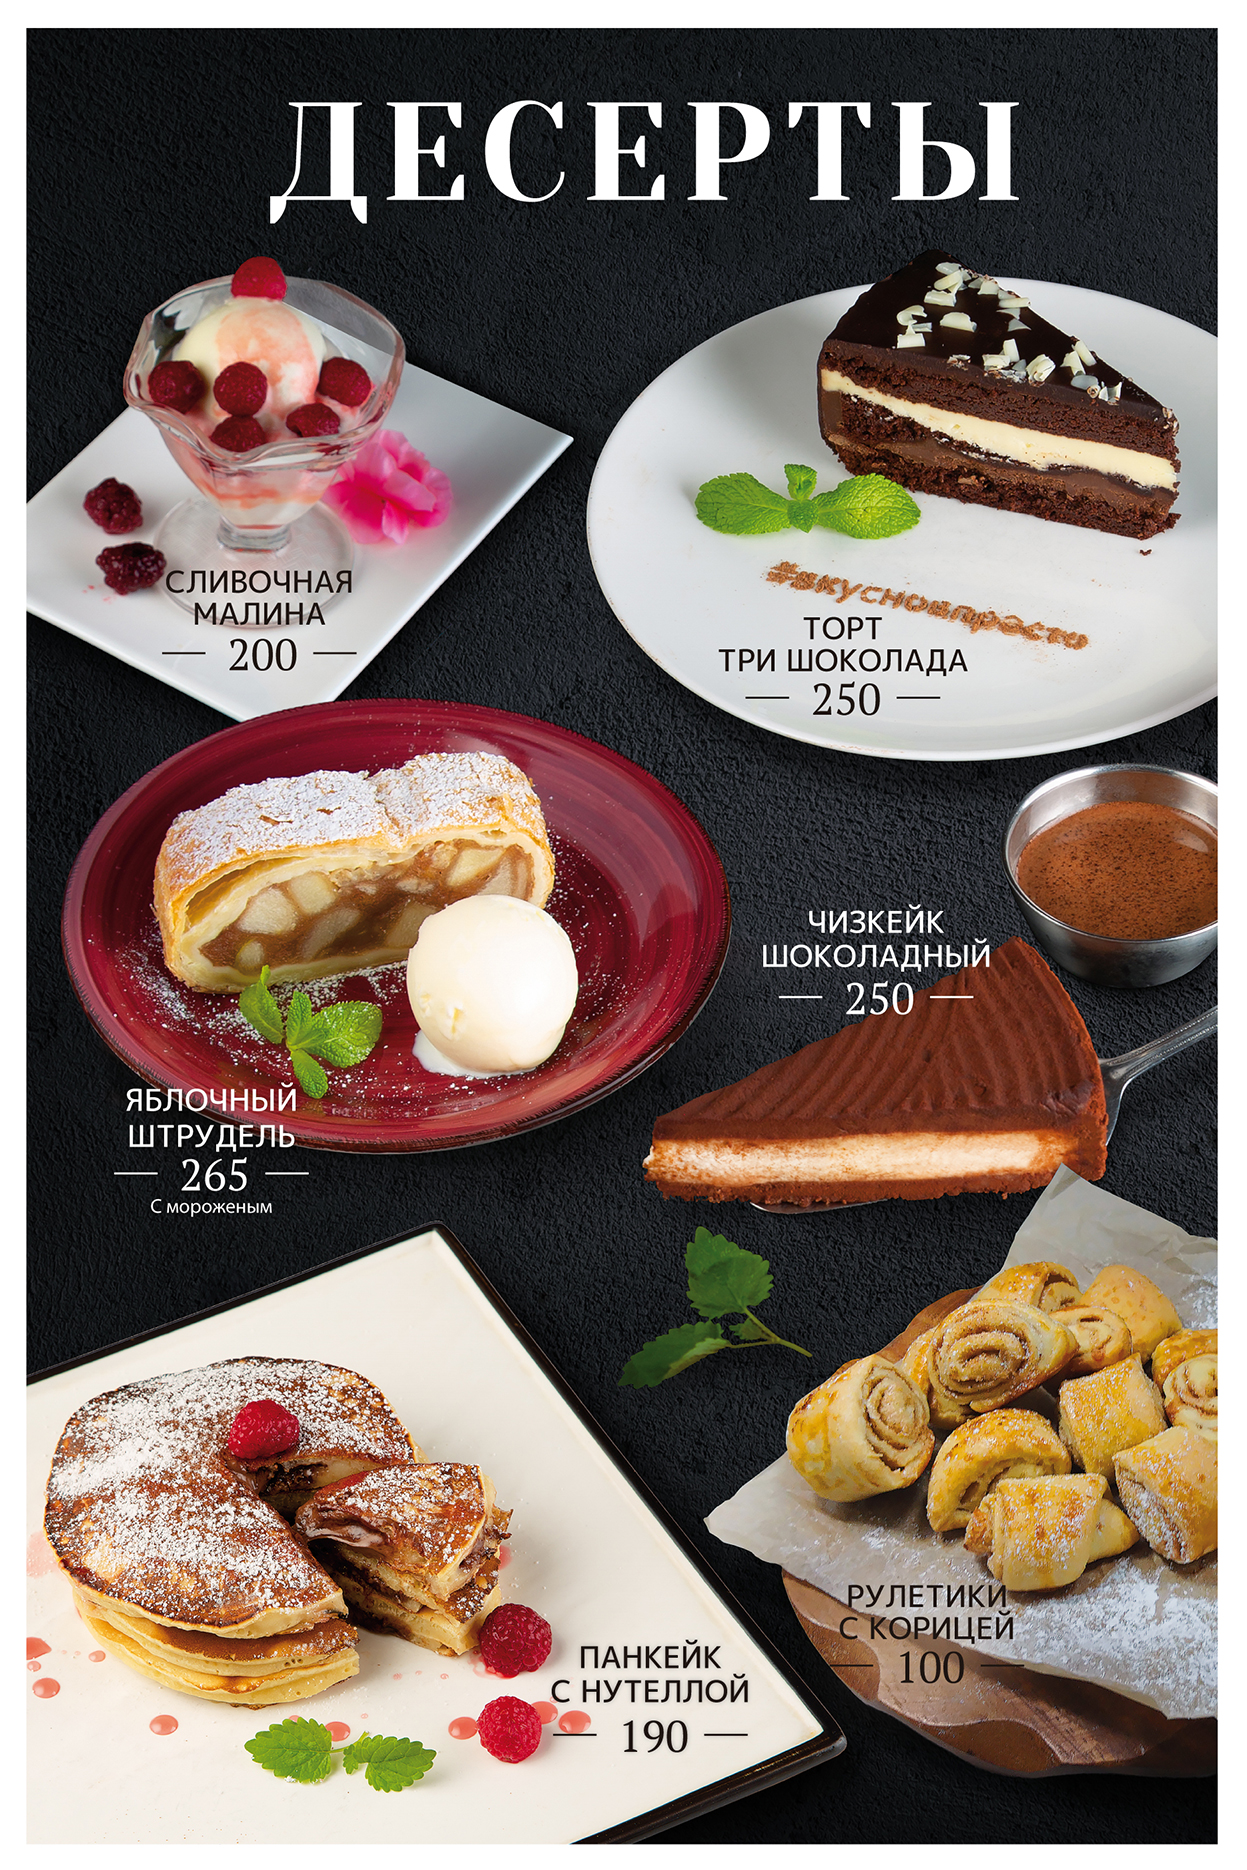 ДЕСЕРТЫ
СЛИВОЧНАЯ
МАЛИНА
200
#вкусновпросто
ТОРТ
ТРИ ШОКОЛАДА
250
ЧИЗКЕЙК
ШОКОЛАДНЫЙ
250
ЯБЛОЧНЫЙ
ШТРУДЕЛЬ
265
С мороженым
РУЛЕТИКИ
С КОРИЦЕЙ
100
ПАНКЕЙК
С НУТЕЛЛОЙ
190